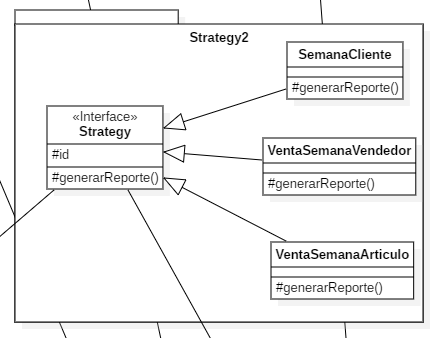 Strategy2
SemanaCliente
#generarReporte()
«Interface»
Strategy
#id
#generarReporte()
VentaSemanaVendedor
#generarReporte()
VentaSemanaArticulo
#generarReporte()